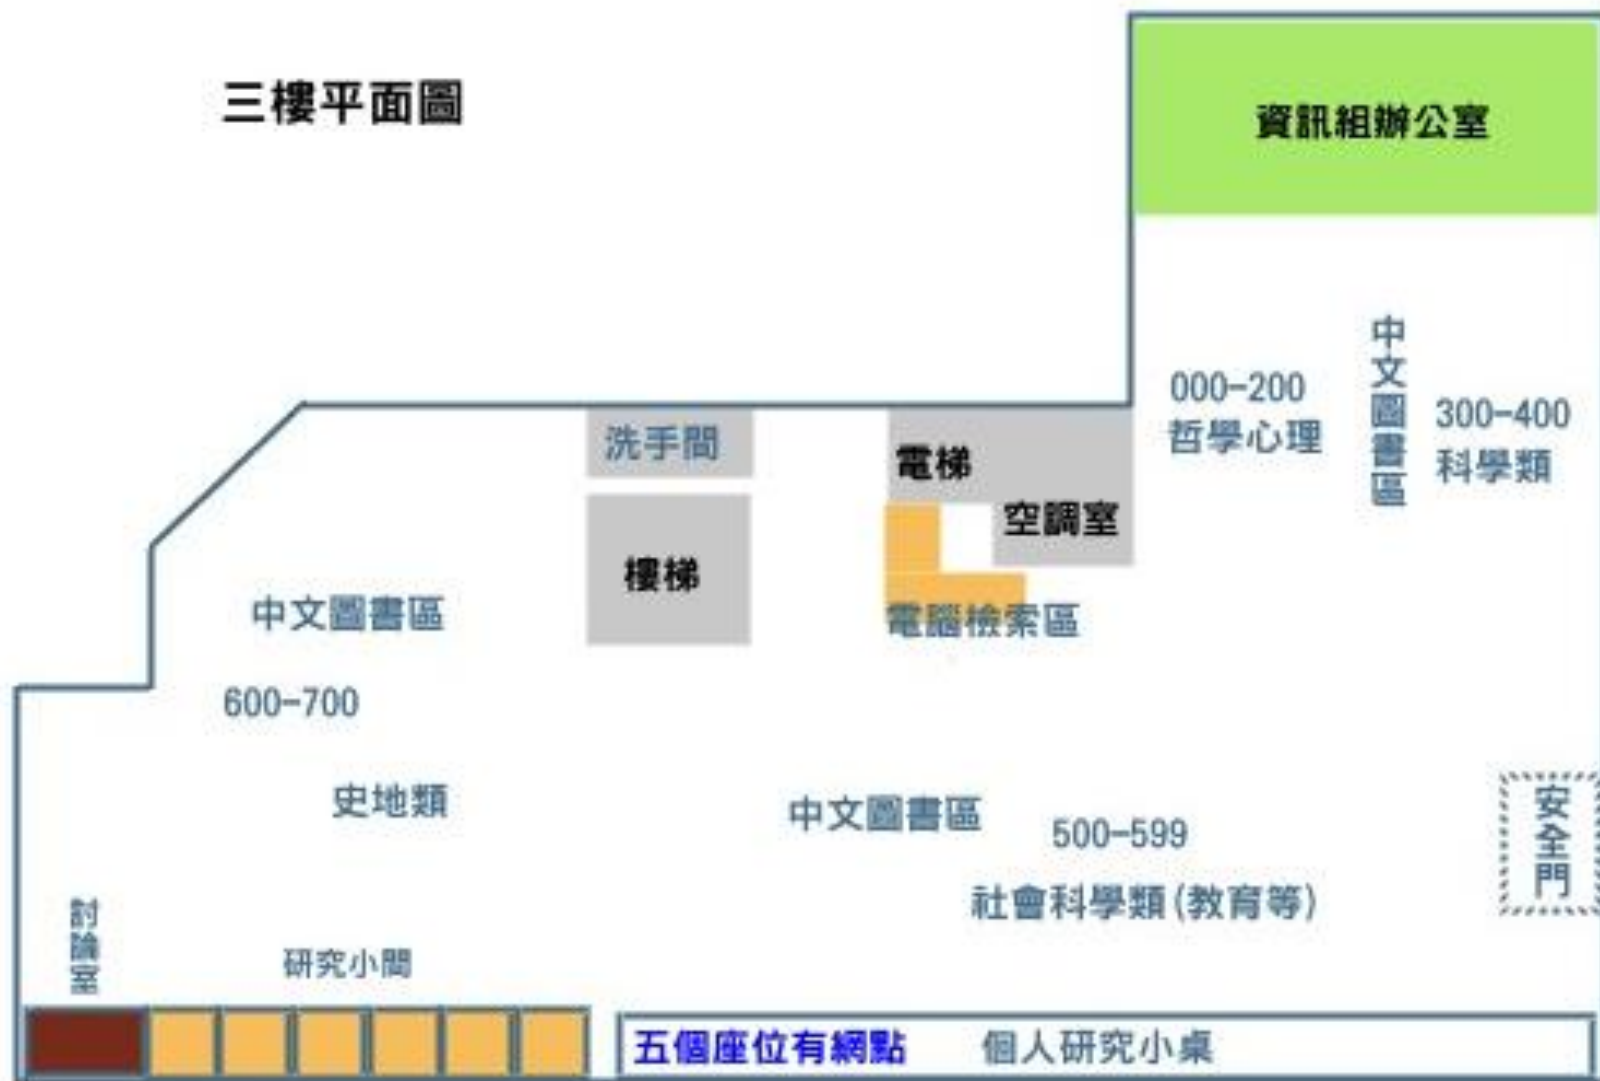 三樓平面圖
資訊組辦公室
000-200
哲學心理
中文圖書區
300-400
科學類
洗手間
電梯
空調室
樓梯
電腦檢索區
中文圖書區
600-700
史地類
中文圖書區
500-599
社會科學類(教育等)
安全門
討論室
研究小間
五個座位有網點 個人研究小桌